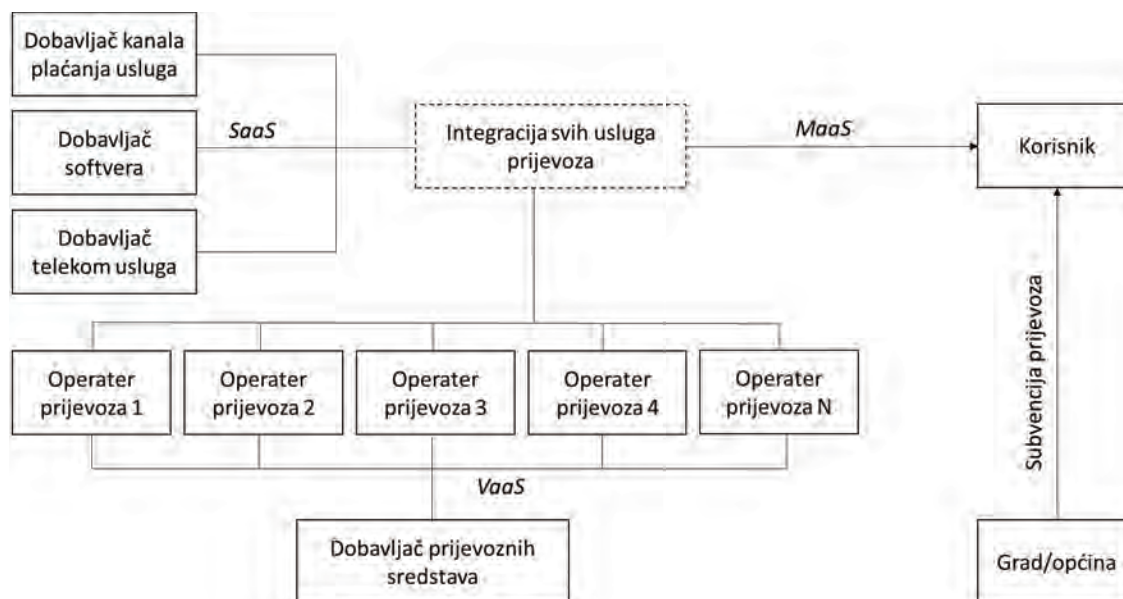 Dobavljač kanala
plaćanja usluga
SaaS
Dobavljač
softvera
Dobavljač
telekom usluga
Integracija svih usluga
prijevoza
MaaS
Korisnik
Subvencija prijevoza
Operater
prijevoza 1
Operater
prijevoza 2
Operater
prijevoza 3
Operater
prijevoza 4
Operater
prijevoza N
VaaS
Dobavljač prijevoznih
sredstava
Grad/općina